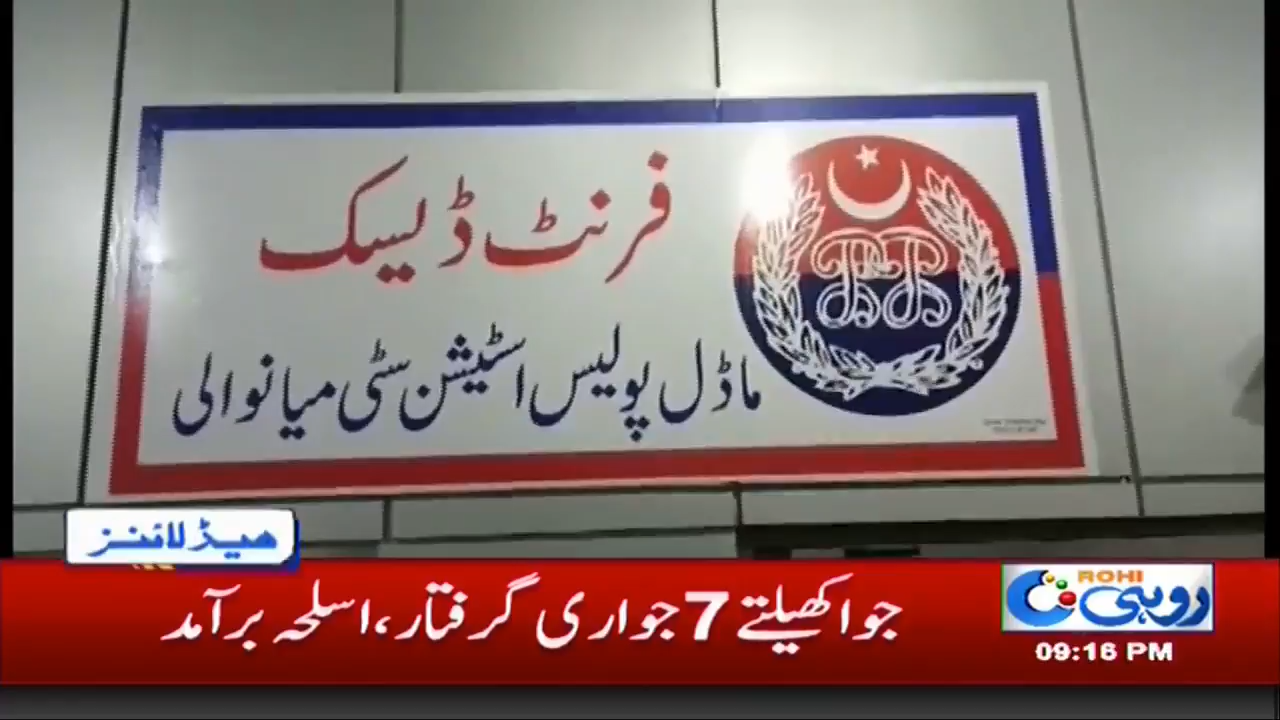 فرنٹ ڈیسک
ماڈل پولیس اسٹیشن سٹی میانوالی
ھیڈ لائنز
جوا کھیلتے 7 جواری گرفتار، اسلحہ برآمد
ROHI
روہی
09:16 PM